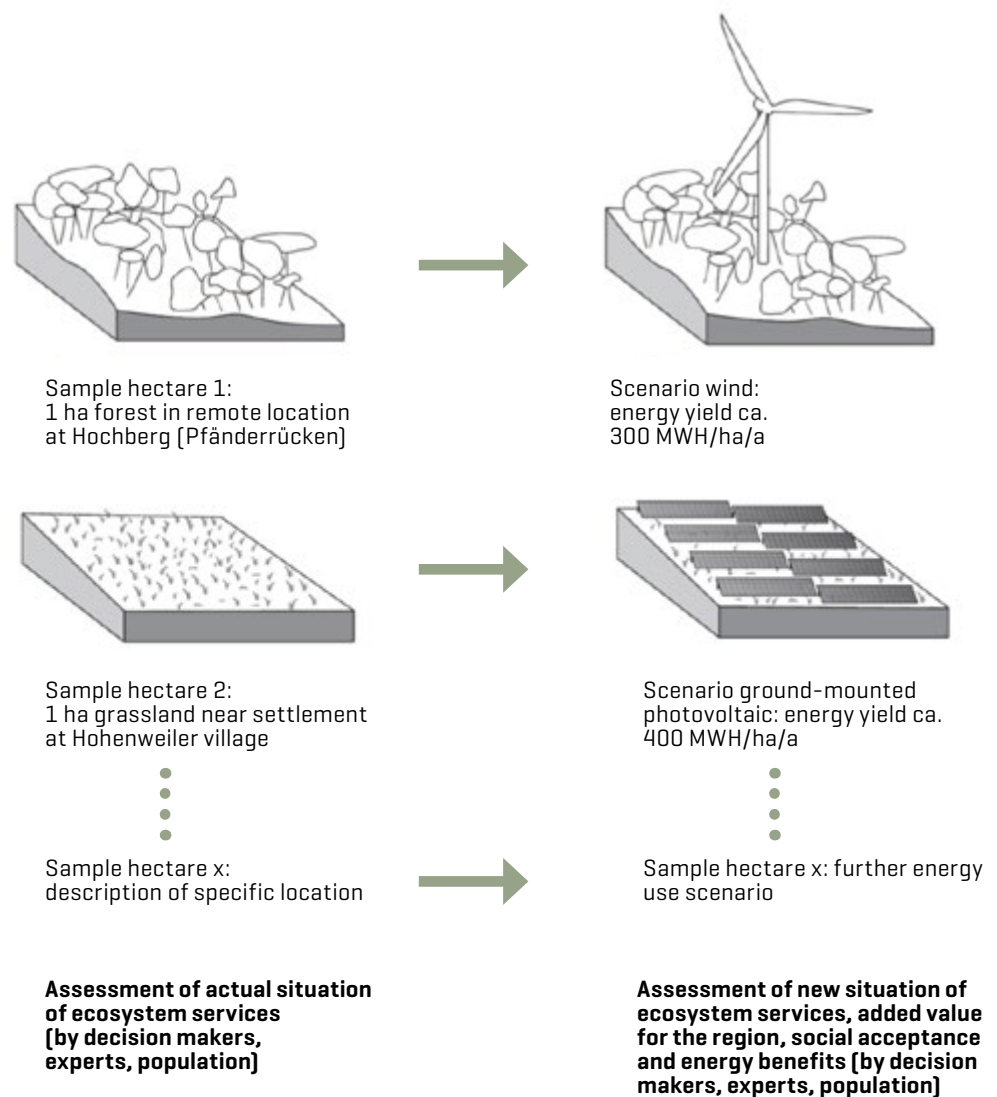 Sample hectare 1:
1 ha forest in remote location
at Hochberg (Pfänderrücken)
Scenario wind:
energy yield ca.
300 MWH/ha/a
Sample hectare 2:
1 ha grassland near settlement
at Hohenweiler village
Scenario ground-mounted
photovoltaic: energy yield ca.
400 MWH/ha/a
Sample hectare x:
description of specific location
Sample hectare x: further energy
use scenario
Assessment of actual situation
of ecosystem services
(by decision makers,
experts, population)
Assessment of new situation of
ecosystem services, added value
for the region, social acceptance
and energy benefits (by decision
makers, experts, population)